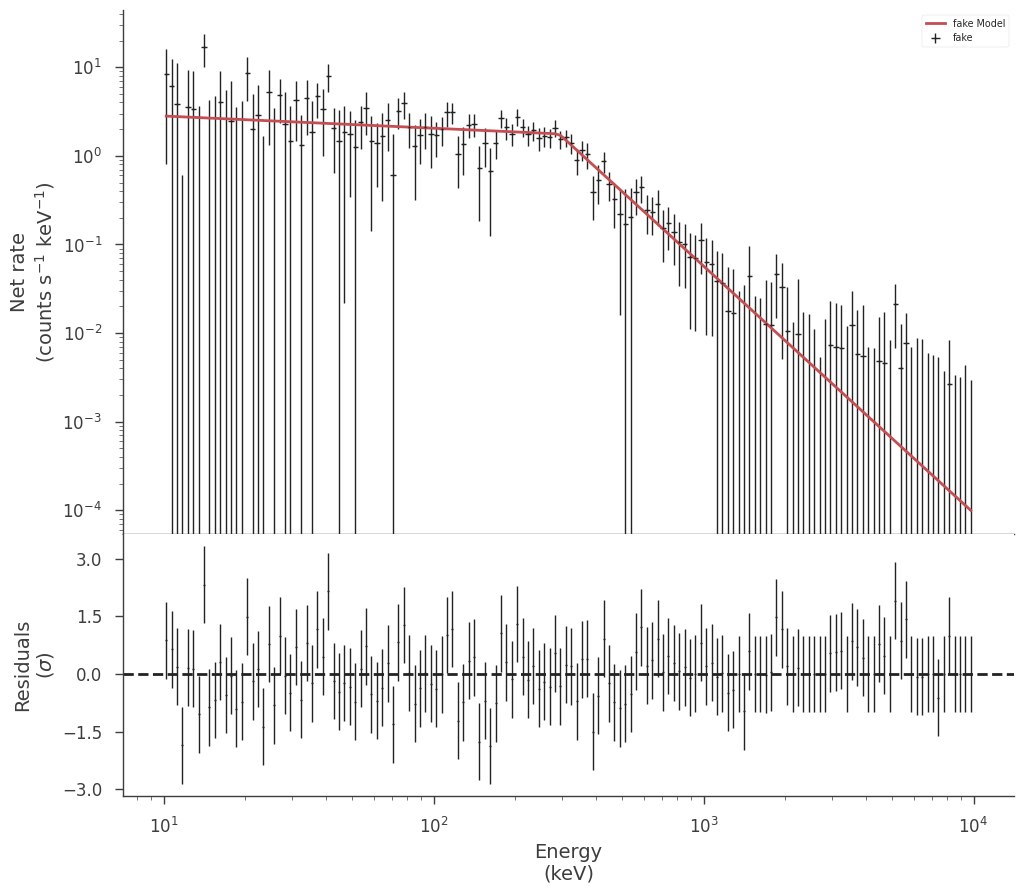 fake Model
fake
10¹
10⁰
10⁻¹
10⁻²
10⁻³
10⁻⁴
Net rate
(counts s⁻¹ keV⁻¹)
3.0
1.5
0.0
−1.5
−3.0
Residuals
(σ)
10¹ 10² 10³ 10⁴
Energy
(keV)